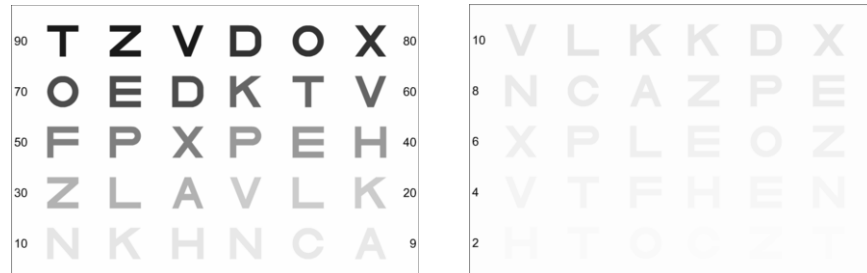 90 T Z V D O X 80
70 O E D K T V 60
50 F P X P E H 40
30 Z L A V L K 20
10 N K H N C A 9
10 V L K K D X
8 N C A Z P E
6 X P L E O Z
4 V T F H E N
2 H T O C Z T